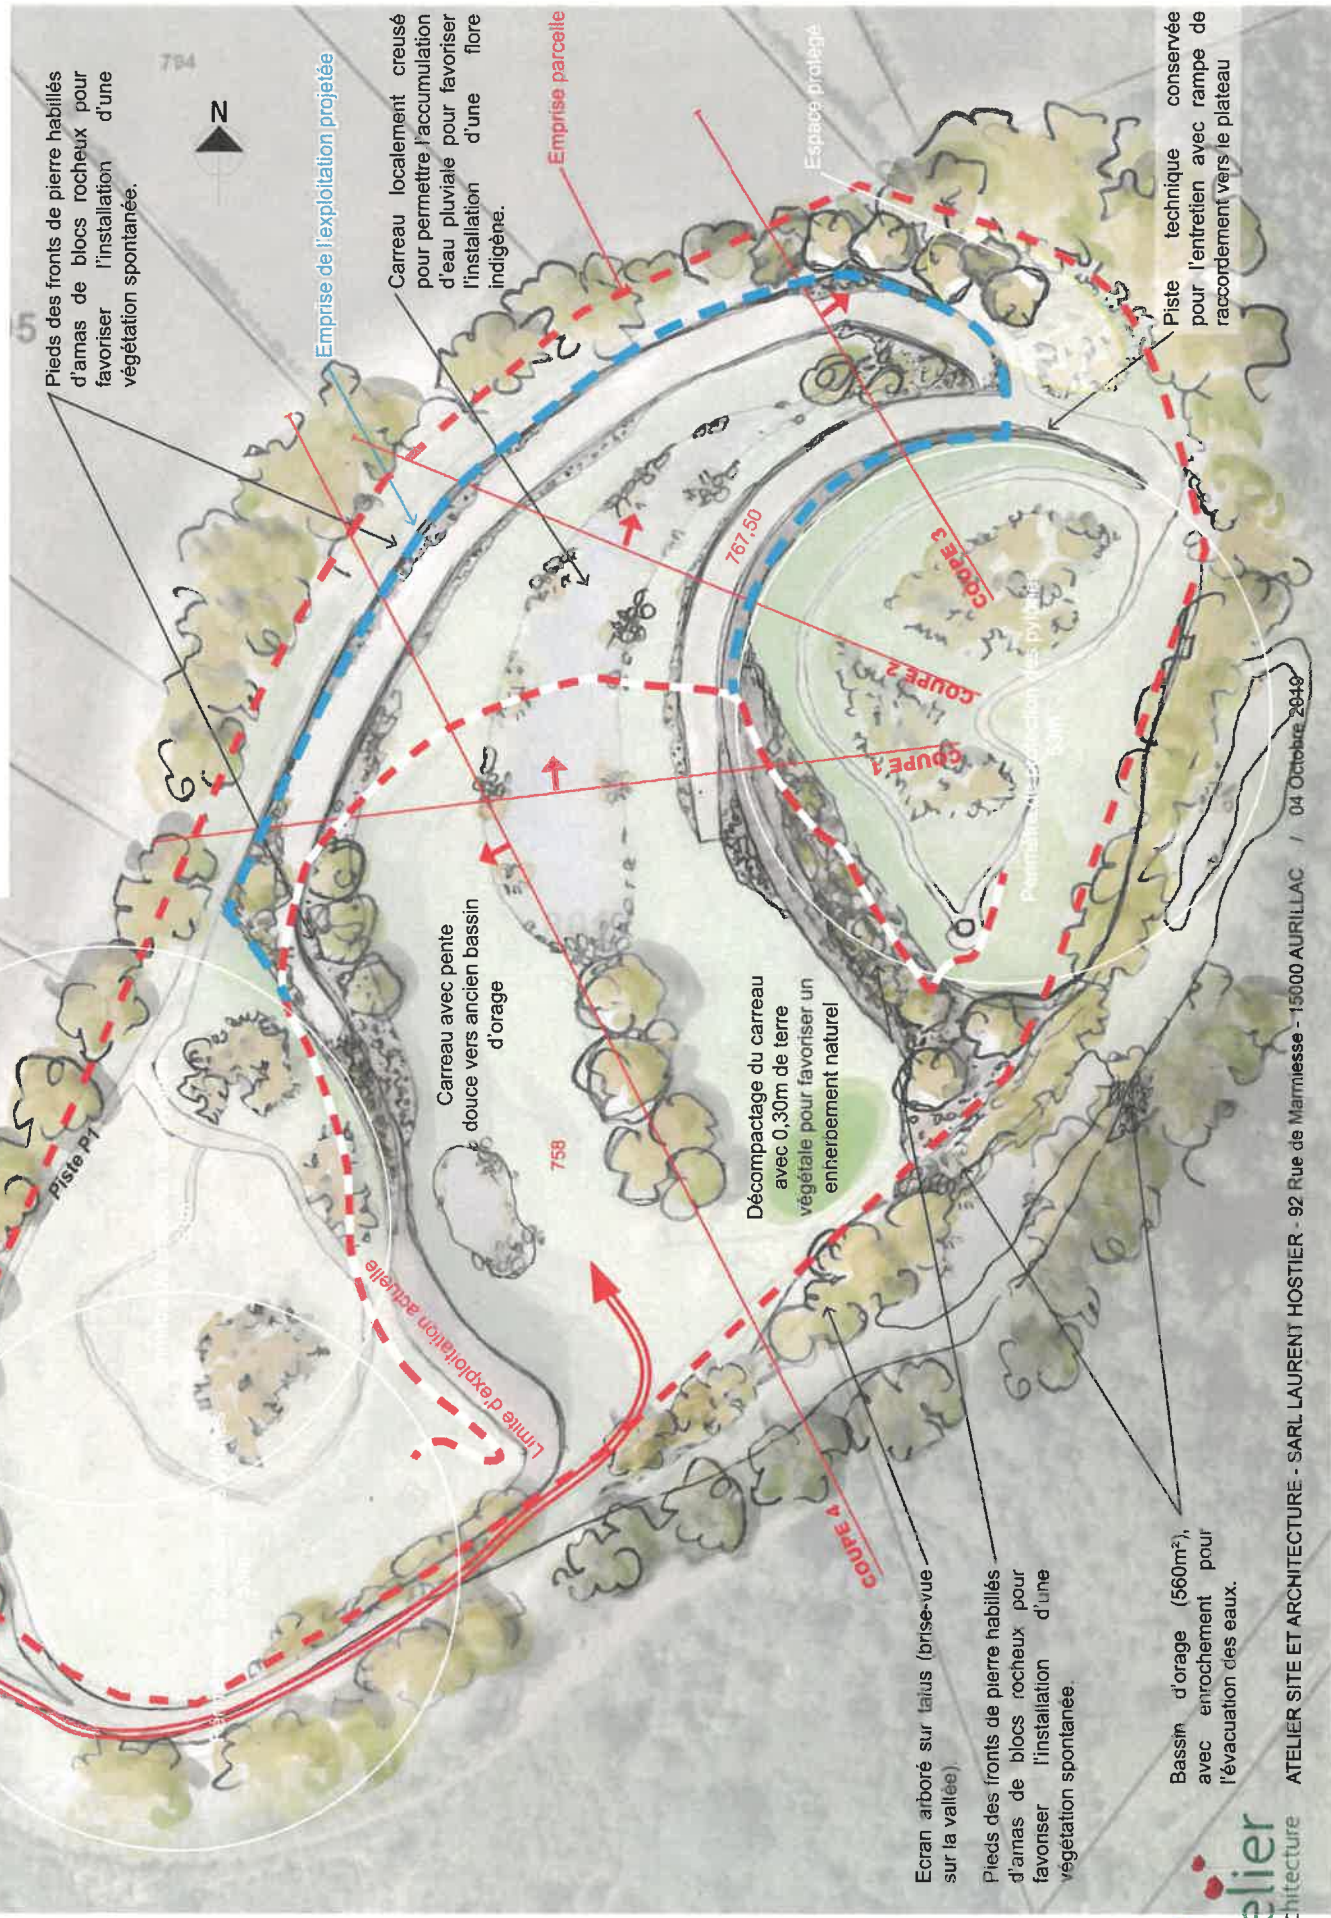 Pieds des fronts de pierre habillés
d'amas de blocs rocheux pour
favoriser l'installation d'une
végétation spontanée.
794
N
Emprise de l'exploitation projetée
Carreau localement creusé
pour permettre l'accumulation
d'eau pluviale pour favoriser
l'installation d'une flore
indigène.
Emprise parcelle
Espace protégé
Piste technique conservée
pour l'entretien avec rampe de
raccordement vers le plateau
Piste P1
Carreau avec pente
douce vers ancien bassin
d'orage
758
767,50
COUPE 3
COUPE 2
COUPE 1
COUPE 4
Décompactage du carreau
avec 0,30m de terre
végétale pour favoriser un
enherbement naturel
Limite d'exploitation actuelle
Ecran arboré sur talus (brise-vue
sur la vallée).
Pieds des fronts de pierre habillés
d'amas de blocs rocheux pour
favoriser l'installation d'une
végétation spontanée.
Bassin d'orage (560m²),
avec enrochement pour
l'évacuation des eaux.
elier
chitecture
ATELIER SITE ET ARCHITECTURE - SARL LAURENT HOSTIER - 92 Rue de Marmiesse - 15000 AURILLAC / 04 Octobre 2019